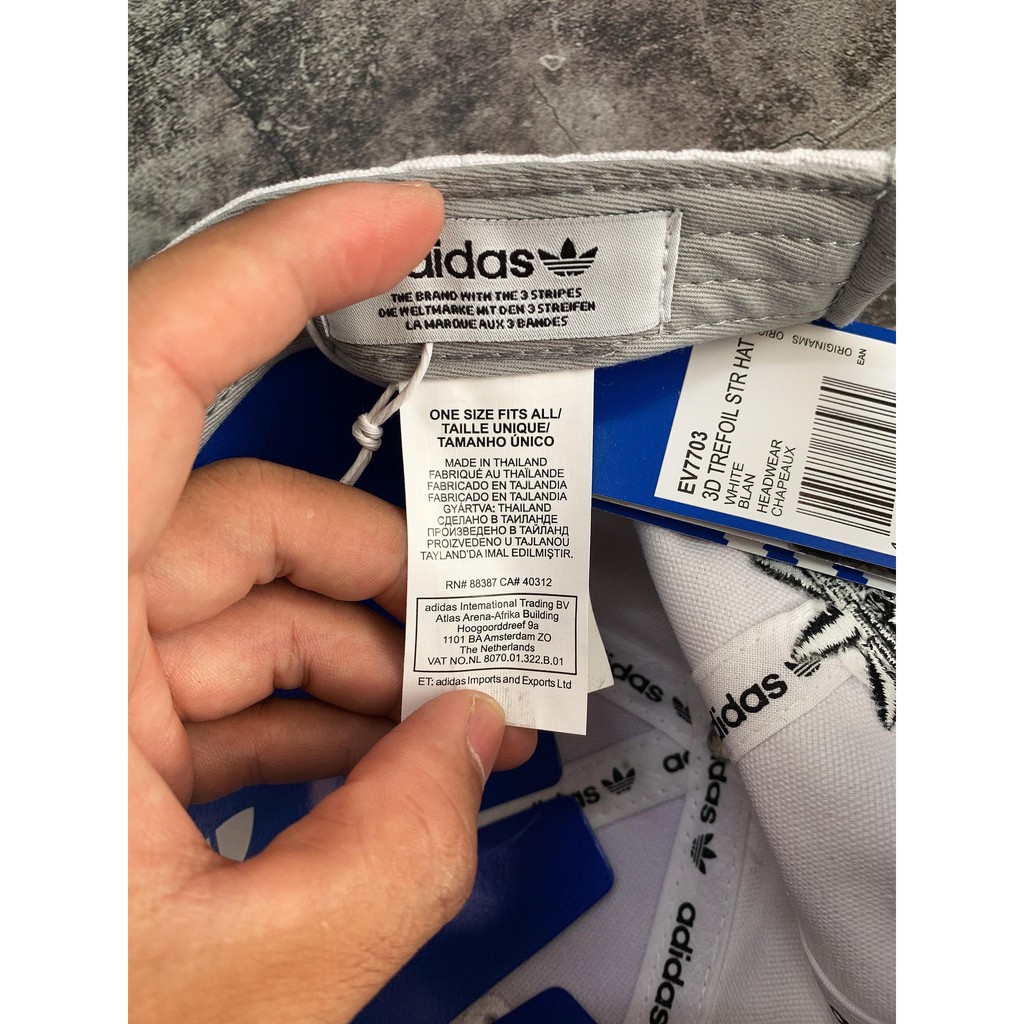 adidas
THE BRAND WITH THE 3 STRIPES
DIE WELTMARKE MIT DEN 3 STREIFEN
LA MARQUE AUX 3 BANDES
ONE SIZE FITS ALL/
TAILLE UNIQUE/
TAMANHO ÚNICO
MADE IN THAILAND
FABRIQUÉ AU THAÏLANDE
FABRICADO EN TAJLANDIA
FABRICADO EN TAJLANDIA
GYÁRTVA: THAILAND
СДЕЛАНО В ТАИЛАНДЕ
ПРОІЗВЕДЕНО В ТАЙЛАНД
PROIZVEDENO U TAJLANOU
TAYLAND'DA IMAL EDILMIŞTIR.
RN# 88387 CA# 40312
adidas International Trading BV
Atlas Arena-Afrika Building
Hoogoorddreef 9a
1101 BA Amsterdam ZO
The Netherlands
VAT NO.NL 8070.01.322.B.01
ET: adidas Imports and Exports Ltd
EV7703
3D TREFOIL STR HAT
WHITE
BLAN
HEADWEAR
CHAPEAUX
EAN
ORIGINAMS
adidas
adidas
adidas
adidas